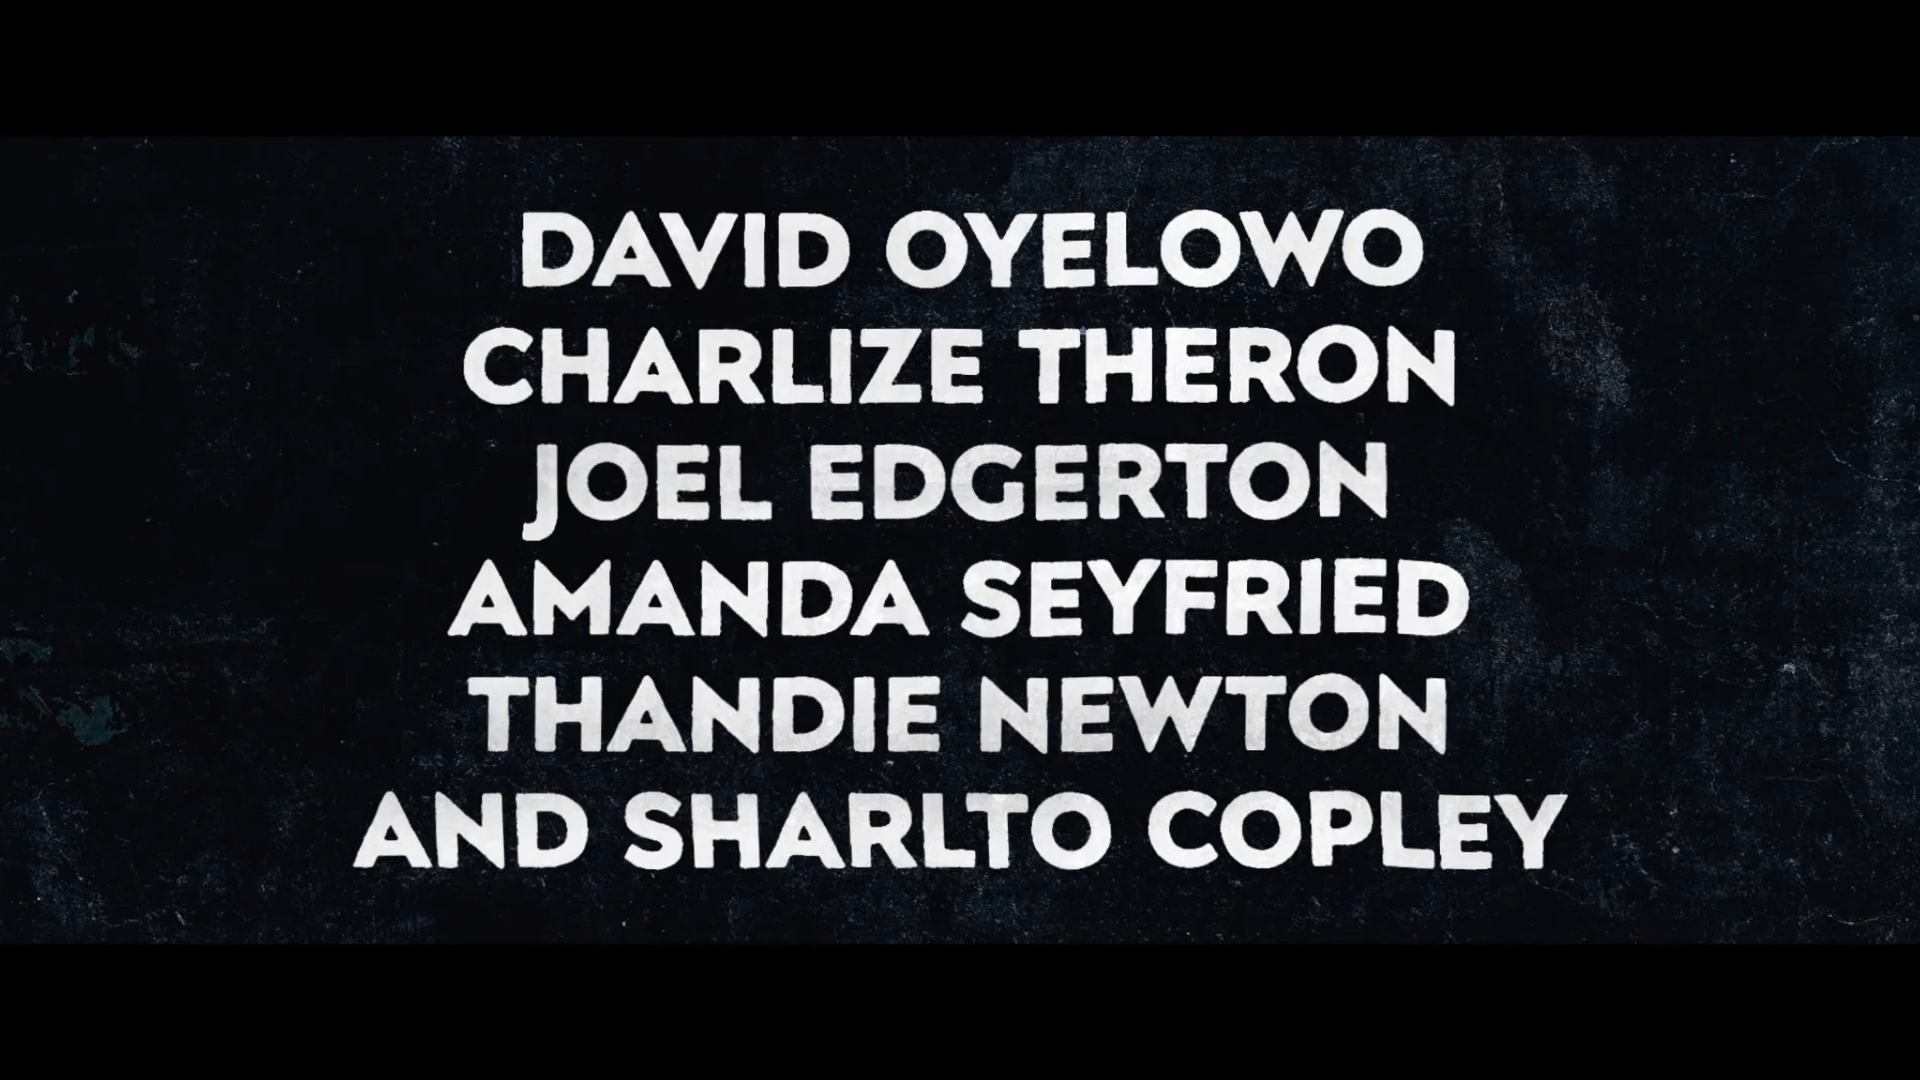 DAVID OYELOWO
CHARLIZE THERON
JOEL EDGERTON
AMANDA SEYFRIED
THANDIE NEWTON
AND SHARLTO COPLEY